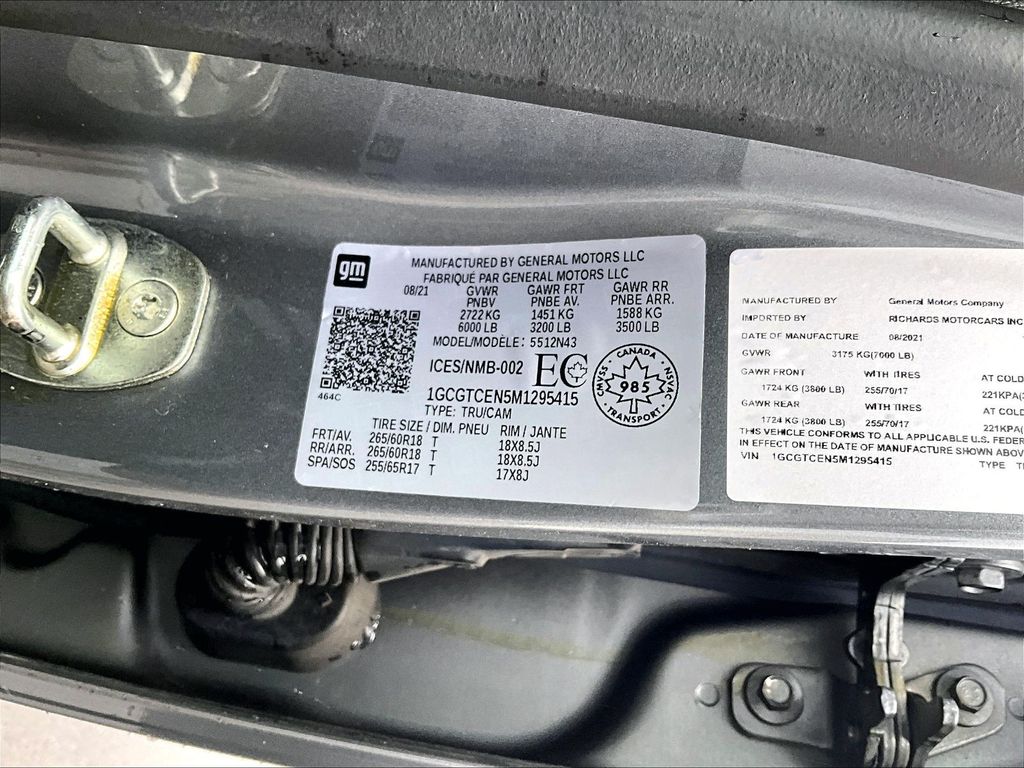 gm
MANUFACTURED BY GENERAL MOTORS LLC
FABRIQUÉ PAR GENERAL MOTORS LLC
08/21 GVWR GAWR FRT GAWR RR
PNBV PNBE AV. PNBE ARR.
2722 KG 1451 KG 1588 KG
6000 LB 3200 LB 3500 LB
MODEL/MODÈLE: 5512N43
ICES/NMB-002 EC
CANADA
CMVSS 985 NSVAC
TRANSPORT
464C
1GCGTCEN5M1295415
TYPE: TRU/CAM
TIRE SIZE / DIM. PNEU RIM / JANTE
FRT/AV. 265/60R18 T 18X8.5J
RR/ARR. 265/60R18 T 18X8.5J
SPA/SOS 255/65R17 T 17X8J
MANUFACTURED BY General Motors Company
IMPORTED BY RICHARDS MOTORCARS INC
DATE OF MANUFACTURE 08/2021
GVWR 3175 KG(7000 LB)
GAWR FRONT WITH TIRES AT COLD
1724 KG (3800 LB) 255/70/17 221KPA(
GAWR REAR WITH TIRES AT COLD
1724 KG (3800 LB) 255/70/17 221KPA(
THIS VEHICLE CONFORMS TO ALL APPLICABLE U.S. FEDER
IN EFFECT ON THE DATE OF MANUFACTURE SHOWN ABOV
VIN 1GCGTCEN5M1295415 TYPE